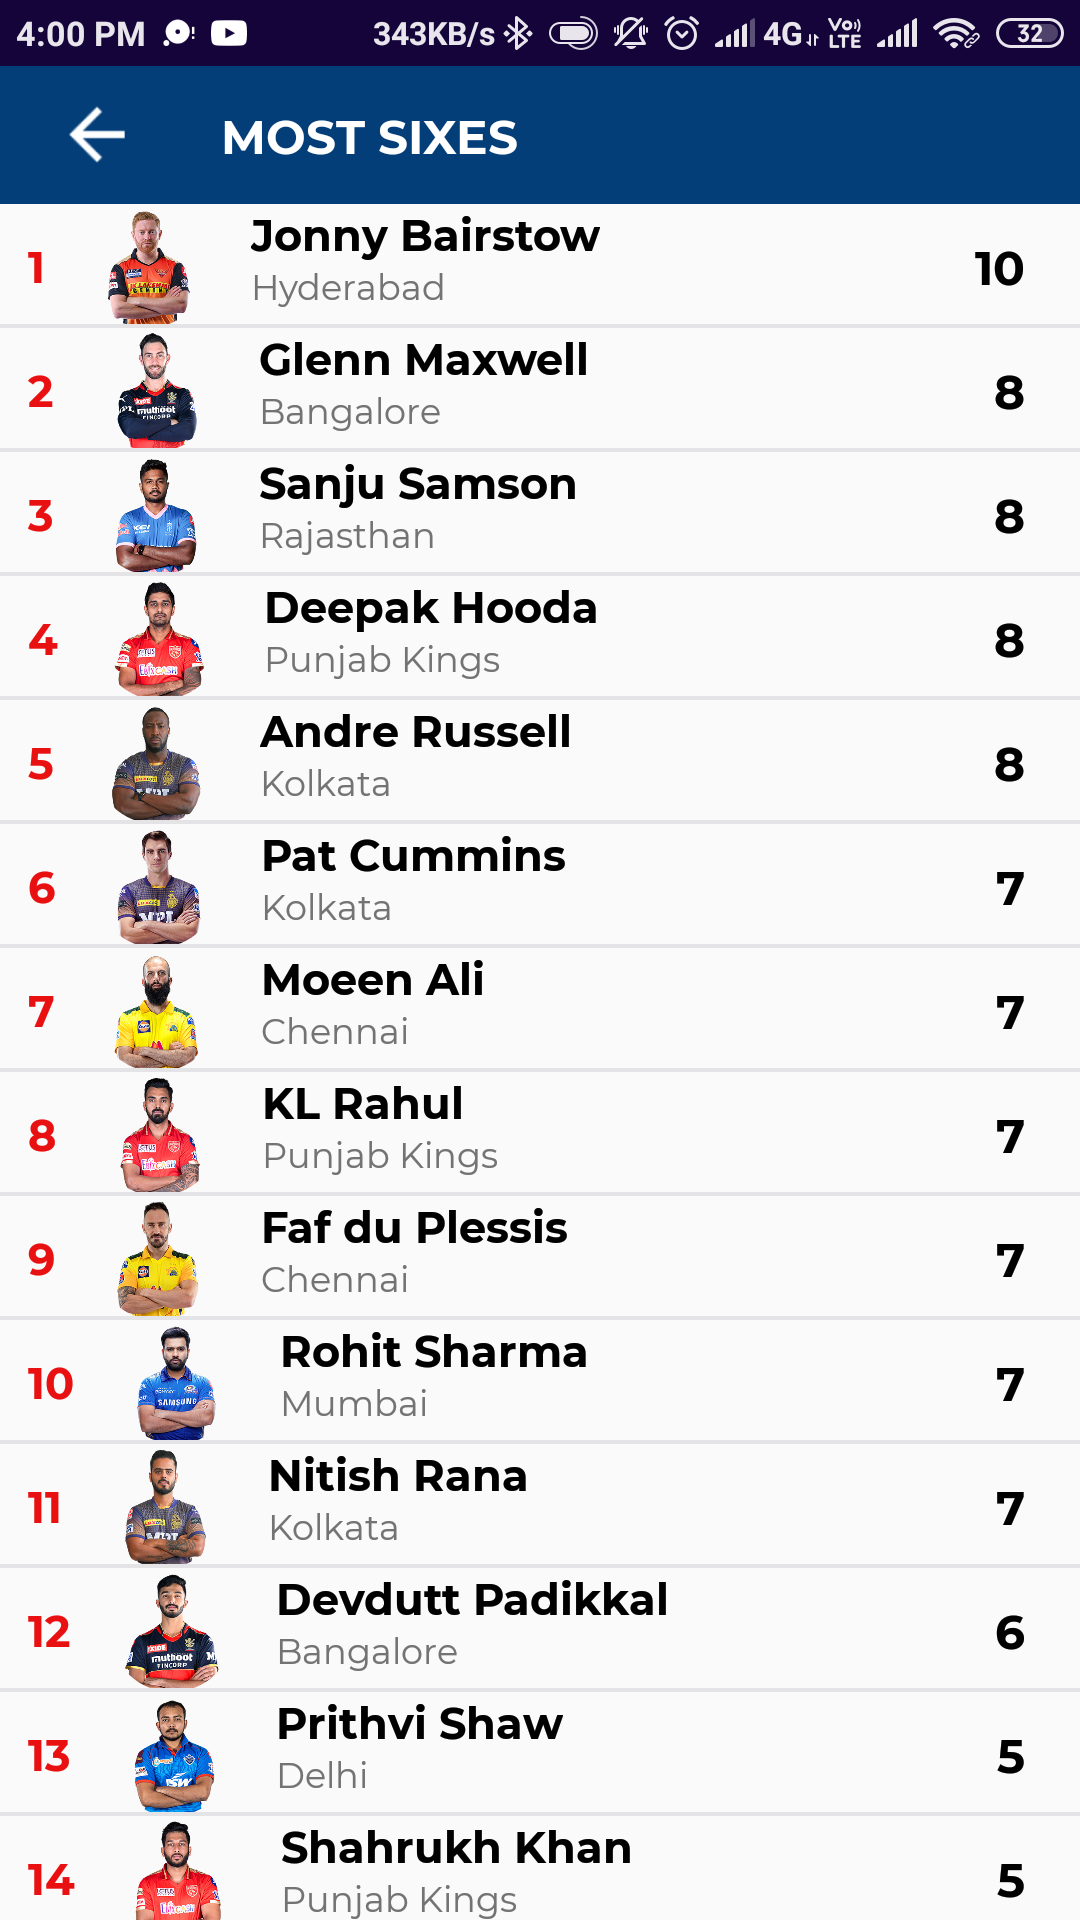 4:00 PM 343KB/s 4G Vo) LTE 32
MOST SIXES
1 Jonny Bairstow 10
Hyderabad
2 Glenn Maxwell 8
Bangalore
3 Sanju Samson 8
Rajasthan
4 Deepak Hooda 8
Punjab Kings
5 Andre Russell 8
Kolkata
6 Pat Cummins 7
Kolkata
7 Moeen Ali 7
Chennai
8 KL Rahul 7
Punjab Kings
9 Faf du Plessis 7
Chennai
10 Rohit Sharma 7
Mumbai
11 Nitish Rana 7
Kolkata
12 Devdutt Padikkal 6
Bangalore
13 Prithvi Shaw 5
Delhi
14 Shahrukh Khan 5
Punjab Kings